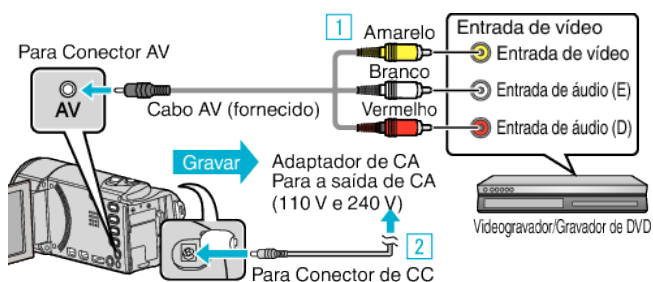 1
Amarelo
Entrada de vídeo
Para Conector AV
Entrada de vídeo
Branco
AV
Cabo AV (fornecido)
Entrada de áudio (E)
Vermelho
Entrada de áudio (D)
Gravar
Adaptador de CA
Para a saída de CA
(110 V e 240 V)
Videogravador/Gravador de DVD
2
Para Conector de CC